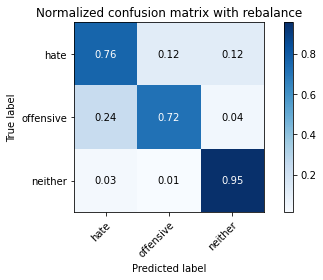 Normalized confusion matrix with rebalance
True label
hate 0.76 0.12 0.12
offensive 0.24 0.72 0.04
neither 0.03 0.01 0.95
hate offensive neither
Predicted label
0.8
0.6
0.4
0.2